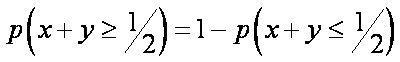 p(x + y ≥ 1/2) = 1 − p(x + y ≤ 1/2)